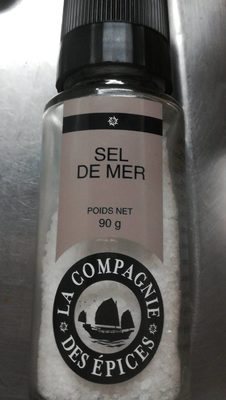 SEL
DE MER
POIDS NET
90 g
LA COMPAGNIE
DES ÉPICES